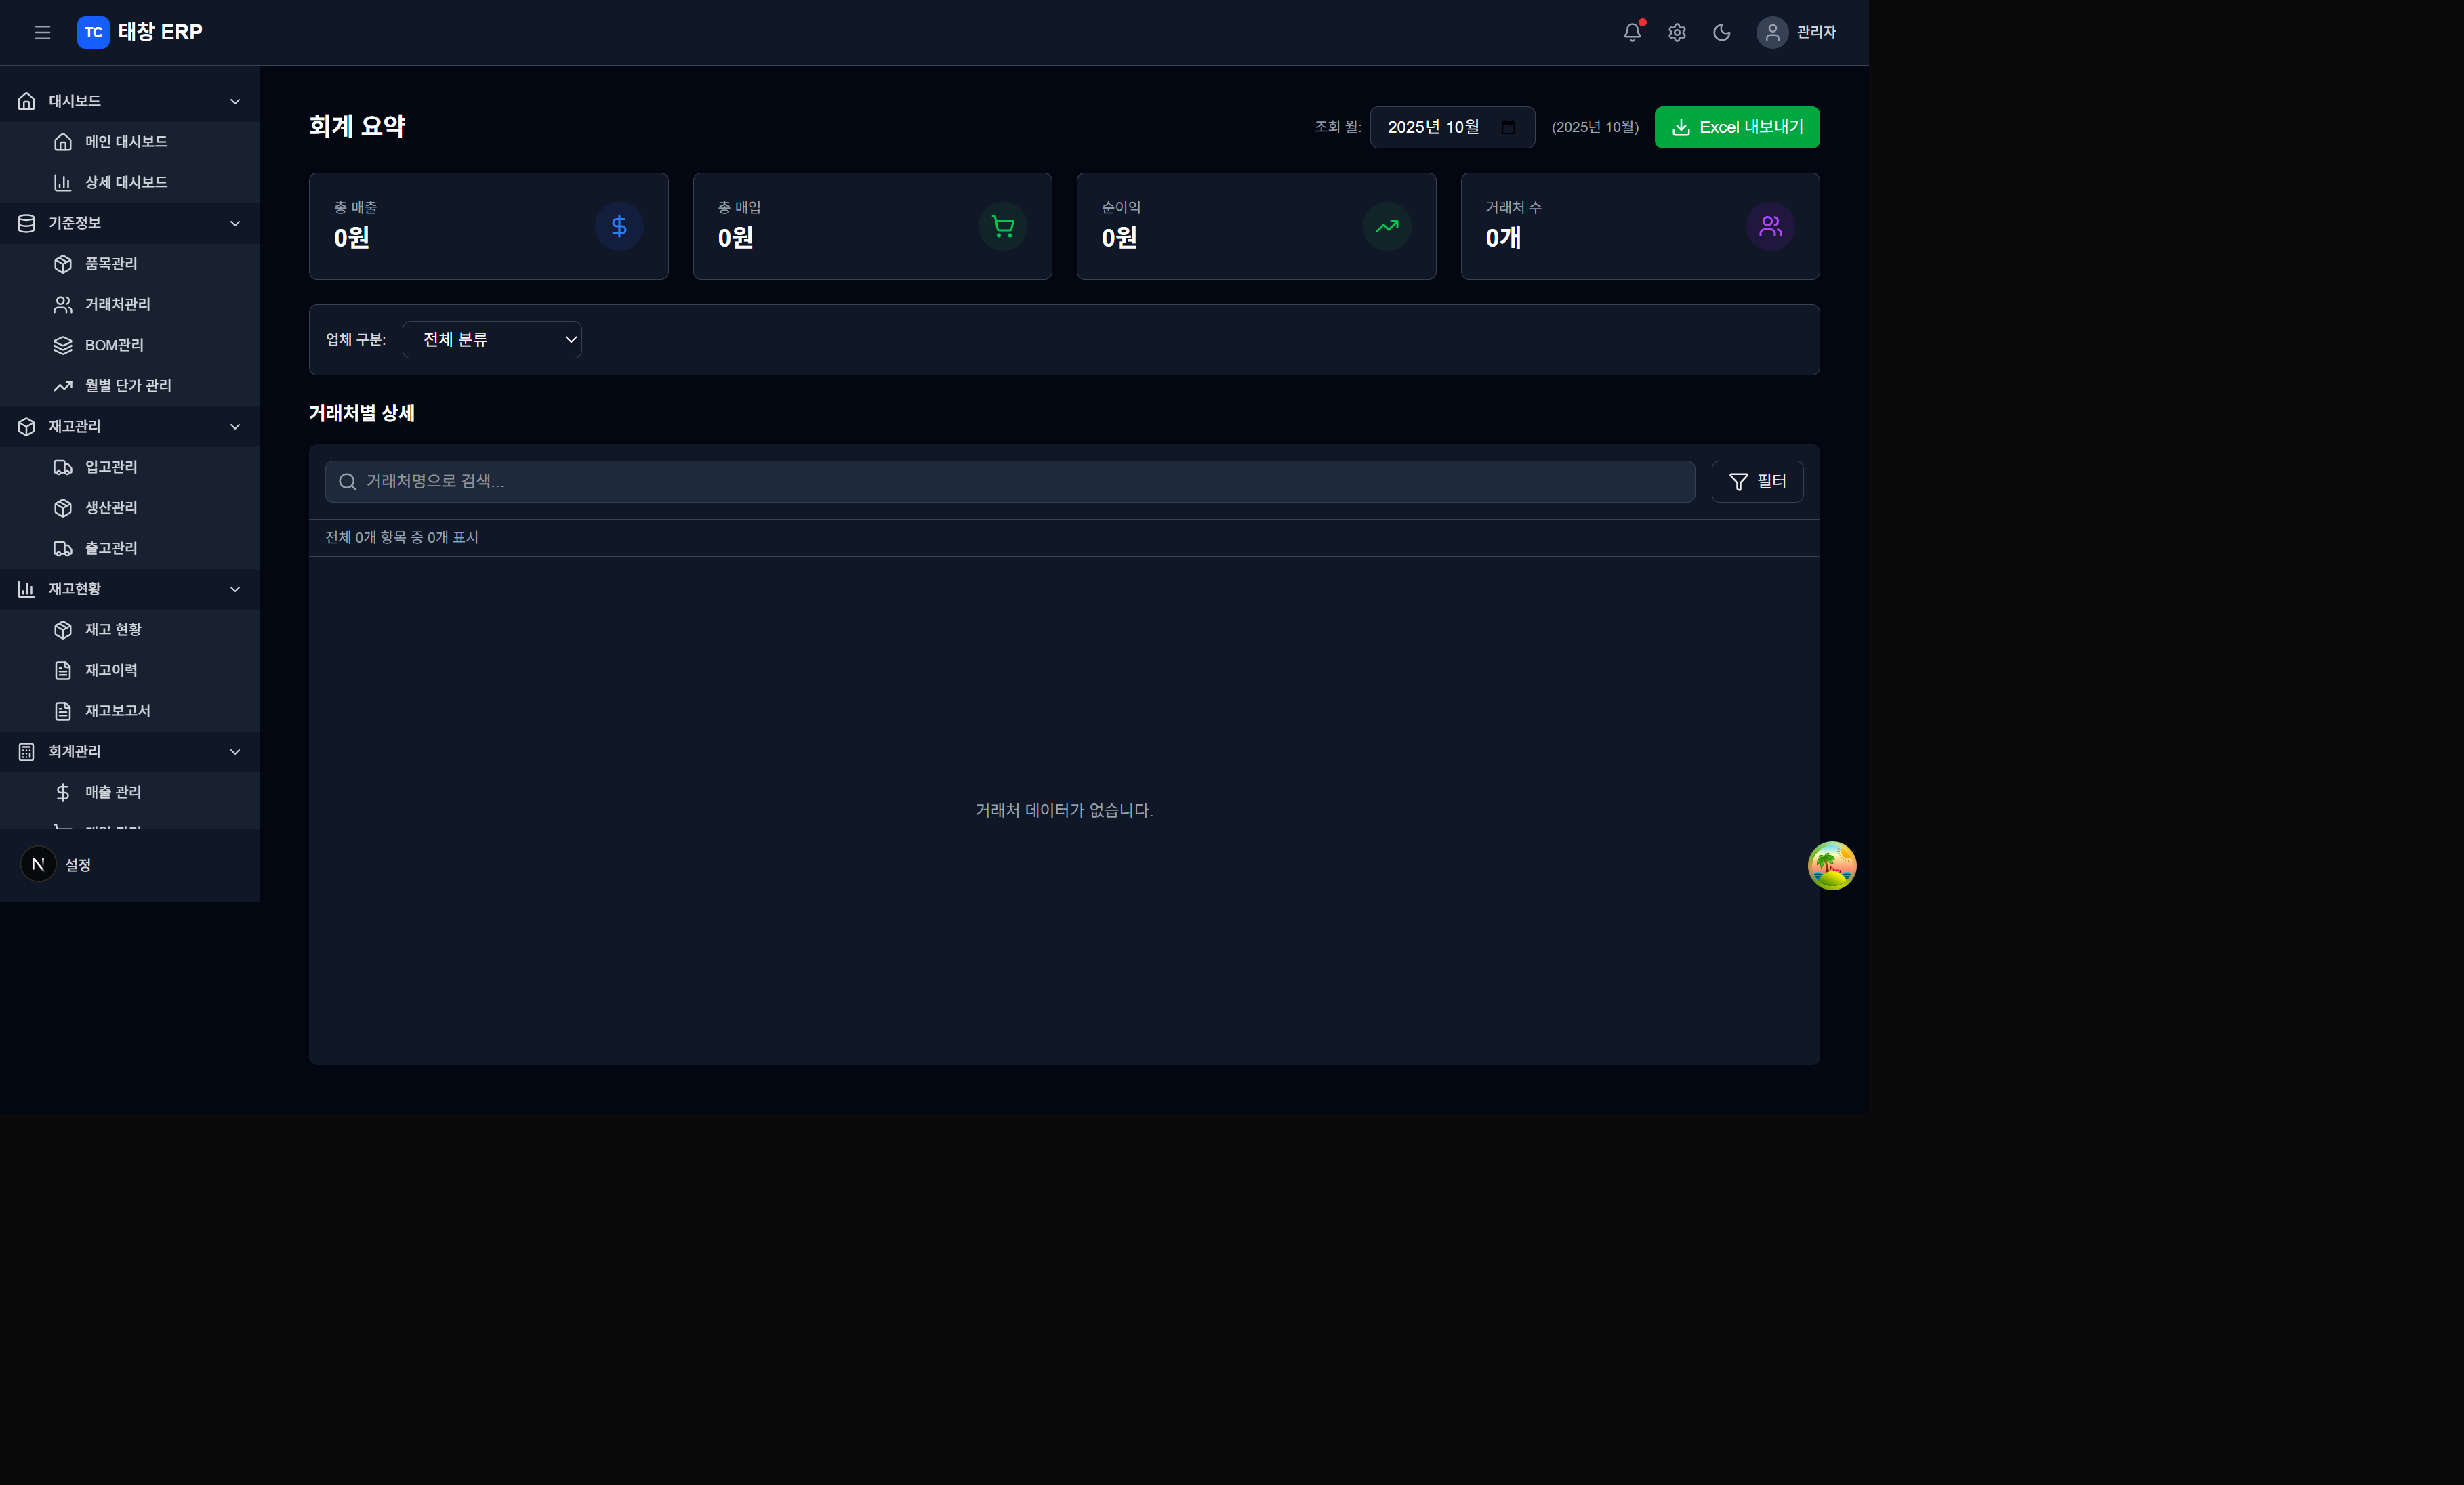 TC 태창 ERP
관리자
대시보드
메인 대시보드
상세 대시보드
기준정보
품목관리
거래처관리
BOM관리
월별 단가 관리
재고관리
입고관리
생산관리
출고관리
재고현황
재고 현황
재고이력
재고보고서
회계관리
매출 관리
N 설정
회계 요약
조회 월: 2025년 10월 (2025년 10월) Excel 내보내기
총 매출
0원
총 매입
0원
순이익
0원
거래처 수
0개
업체 구분: 전체 분류
거래처별 상세
거래처명으로 검색... 필터
전체 0개 항목 중 0개 표시
거래처 데이터가 없습니다.